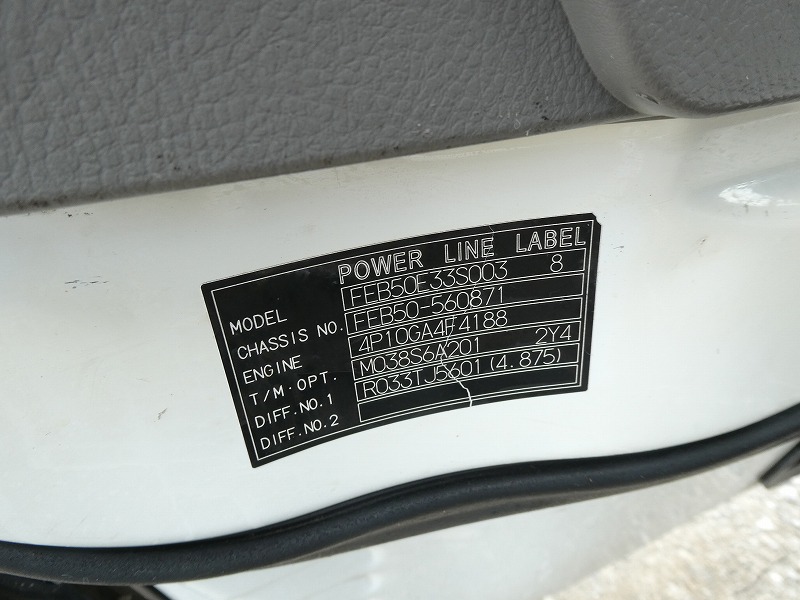 POWER LINE LABEL
MODEL FEB50E33S003 8
CHASSIS NO. FEB50-560871
ENGINE
T/M·OPT. M038S6A201 2Y4
DIFF.NO.1 R033TJ5601(4.875)
DIFF.NO.2